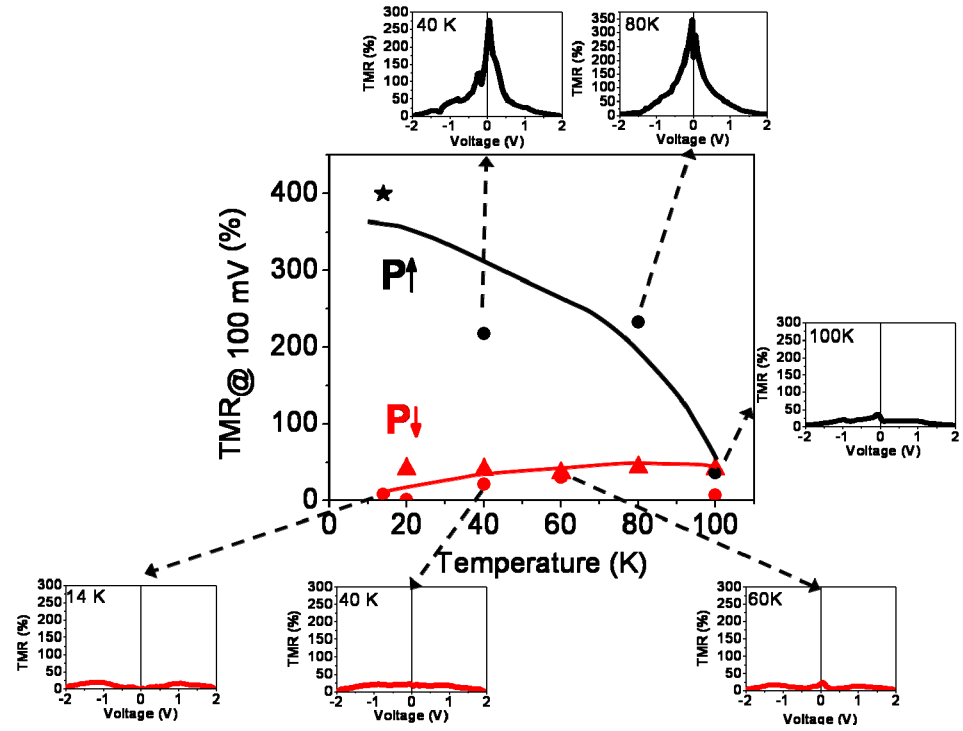 40 K
TMR (%)
300
250
200
150
100
50
0
-2 -1 0 1 2
Voltage (V)
80K
TMR (%)
350
300
250
200
150
100
50
0
-2 -1 0 1 2
Voltage (V)
TMR@ 100 mV (%)
400
300
200
100
0
P↑
P↓
0 20 40 60 80 100
Temperature (K)
100K
TMR (%)
300
250
200
150
100
50
0
-2 -1 0 1 2
Voltage (V)
14 K
TMR (%)
300
250
200
150
100
50
0
-2 -1 0 1 2
Voltage (V)
40 K
TMR (%)
300
250
200
150
100
50
0
-2 -1 0 1 2
Voltage (V)
60K
TMR (%)
300
250
200
150
100
50
0
-2 -1 0 1 2
Voltage (V)